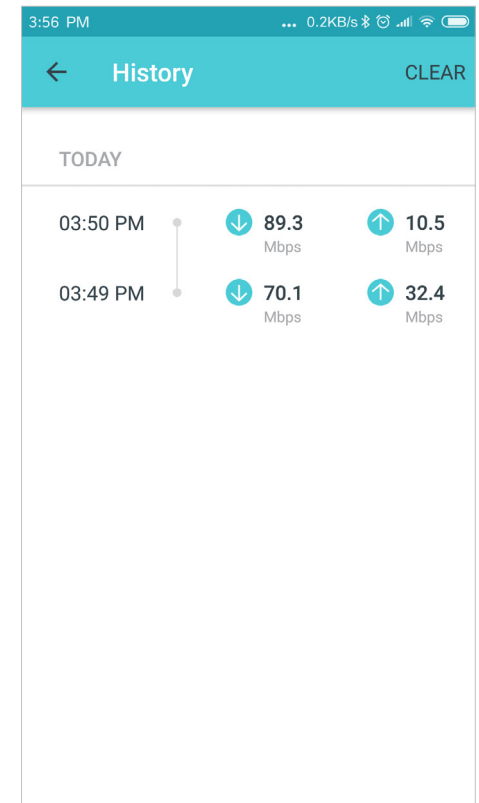 3:56 PM ... 0.2KB/s
History CLEAR
TODAY
03:50 PM 89.3 10.5
Mbps Mbps
03:49 PM 70.1 32.4
Mbps Mbps